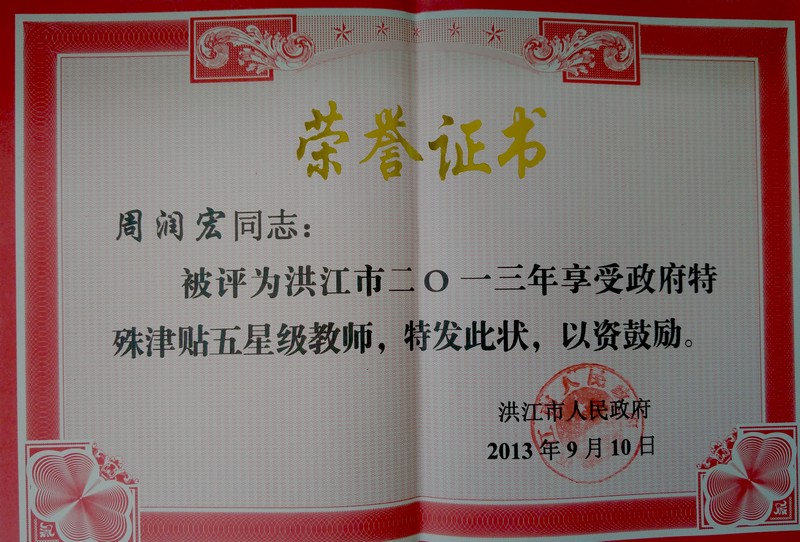 荣誉证书
周润宏同志：
被评为洪江市二〇一三年享受政府特
殊津贴五星级教师，特发此状，以资鼓励。
洪江市人民政府
2013年9月10日